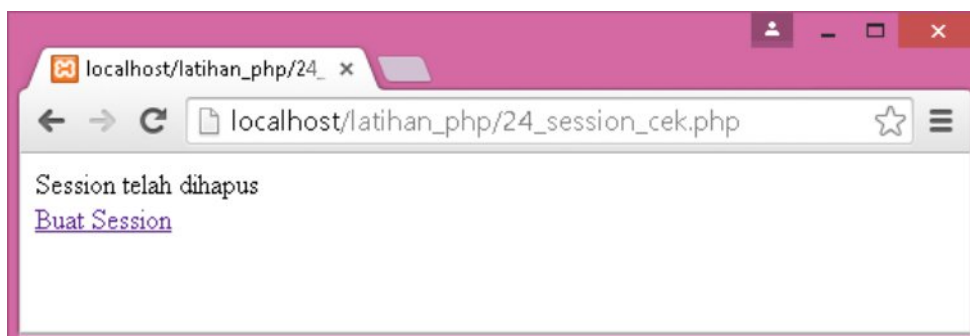 localhost/latihan_php/24_
localhost/latihan_php/24_session_cek.php
Session telah dihapus
Buat Session